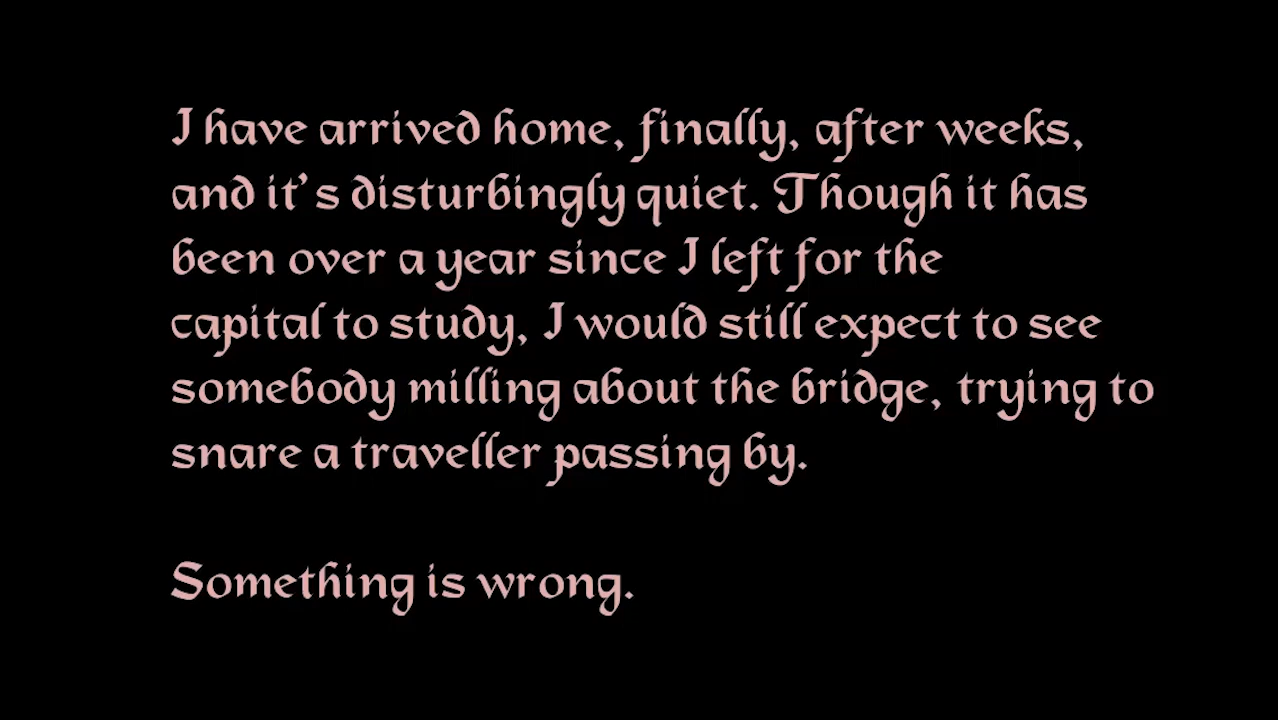 I have arrived home, finally, after weeks,
and it's disturbingly quiet. Though it has
been over a year since I left for the
capital to study, I would still expect to see
somebody milling about the bridge, trying to
snare a traveller passing by.
Something is wrong.